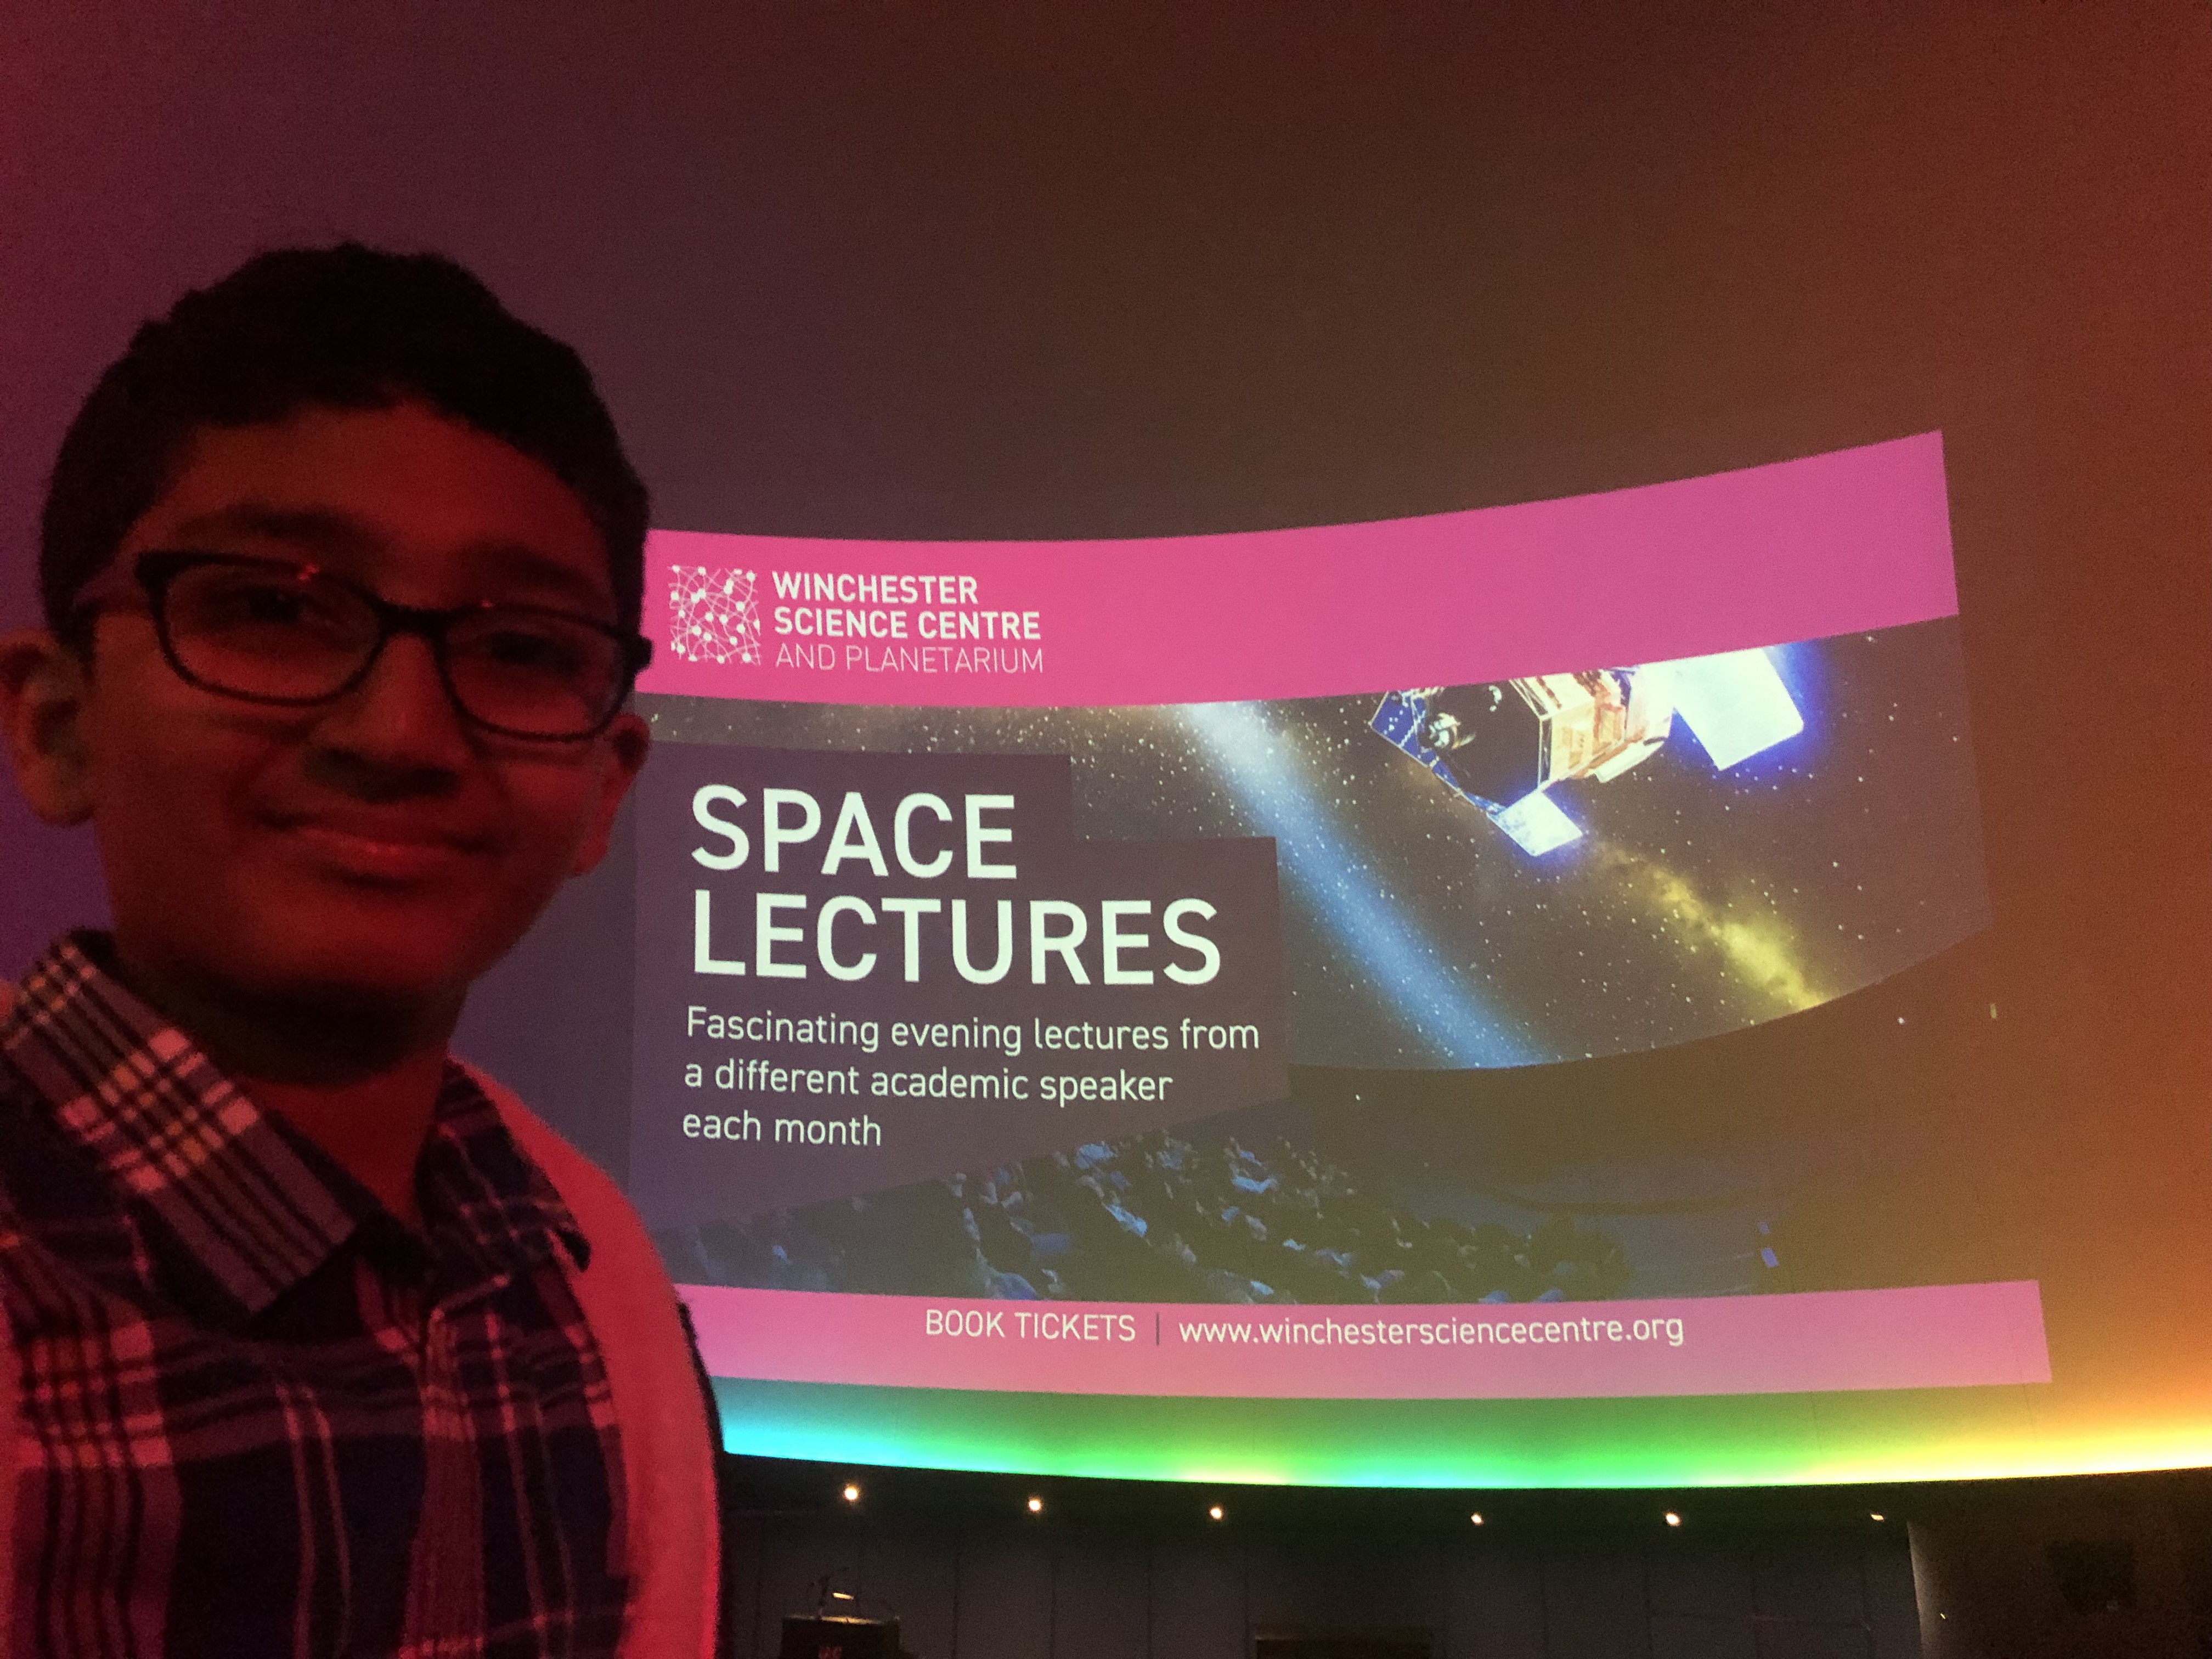 WINCHESTER
SCIENCE CENTRE
AND PLANETARIUM
SPACE
LECTURES
Fascinating evening lectures from
a different academic speaker
each month
BOOK TICKETS | www.winchestersciencecentre.org